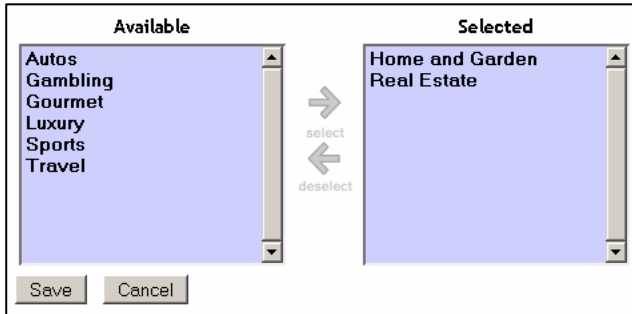 Available
Autos
Gambling
Gourmet
Luxury
Sports
Travel
select
deselect
Selected
Home and Garden
Real Estate
Save
Cancel